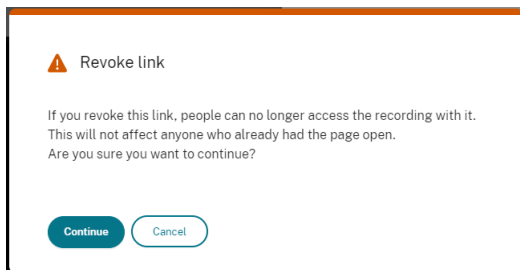 Revoke link
If you revoke this link, people can no longer access the recording with it.
This will not affect anyone who already had the page open.
Are you sure you want to continue?
Continue
Cancel